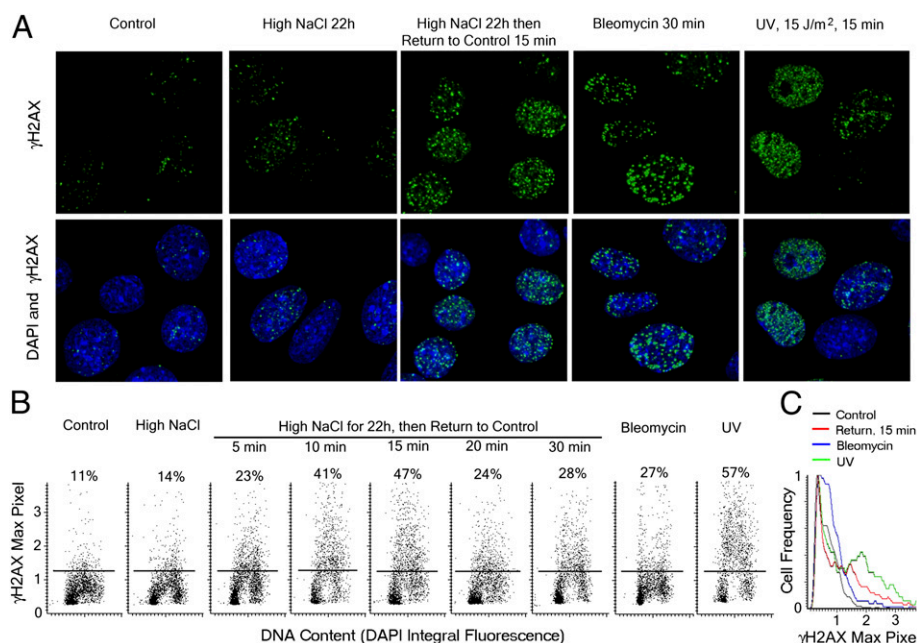 A
Control
High NaCl 22h
High NaCl 22h then
Return to Control 15 min
Bleomycin 30 min
UV, 15 J/m², 15 min
γH2AX
DAPI and γH2AX
B
Control
High NaCl
High NaCl for 22h, then Return to Control
5 min
10 min
15 min
20 min
30 min
Bleomycin
UV
11%
14%
23%
41%
47%
24%
28%
27%
57%
γH2AX Max Pixel
3
2
1
0
DNA Content (DAPI Integral Fluorescence)
C
Control
Return, 15 min
Bleomycin
UV
Cell Frequency
1
0
1
2
3
γH2AX Max Pixe